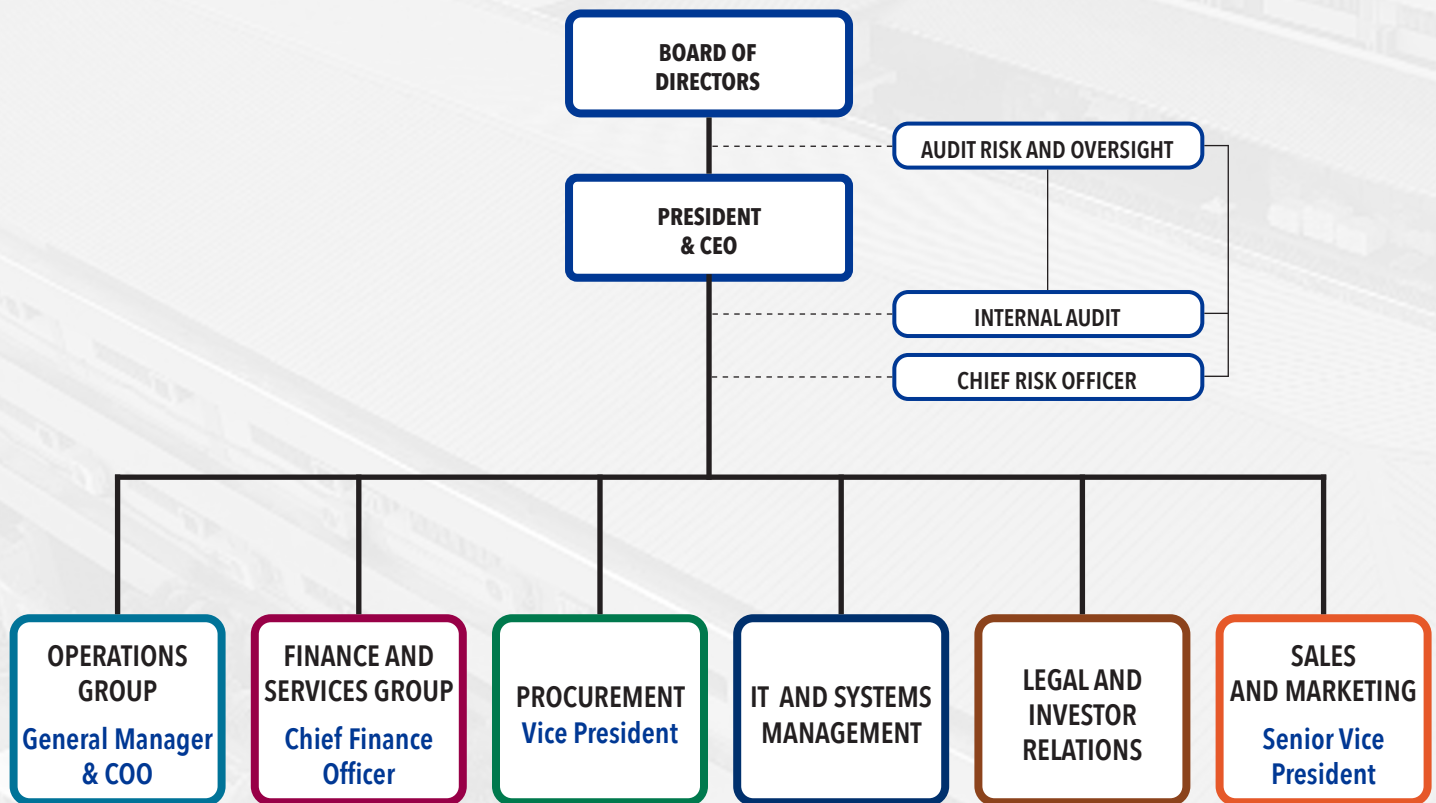 BOARD OF
DIRECTORS
AUDIT RISK AND OVERSIGHT
PRESIDENT
& CEO
INTERNAL AUDIT
CHIEF RISK OFFICER
OPERATIONS
GROUP
General Manager
& COO
FINANCE AND
SERVICES GROUP
Chief Finance
Officer
PROCUREMENT
Vice President
IT AND SYSTEMS
MANAGEMENT
LEGAL AND
INVESTOR
RELATIONS
SALES
AND MARKETING
Senior Vice
President